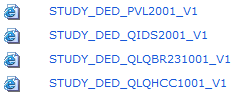 STUDY_DED_PVL2001_V1
STUDY_DED_QIDS2001_V1
STUDY_DED_QLQBR231001_V1
STUDY_DED_QLQHCC1001_V1